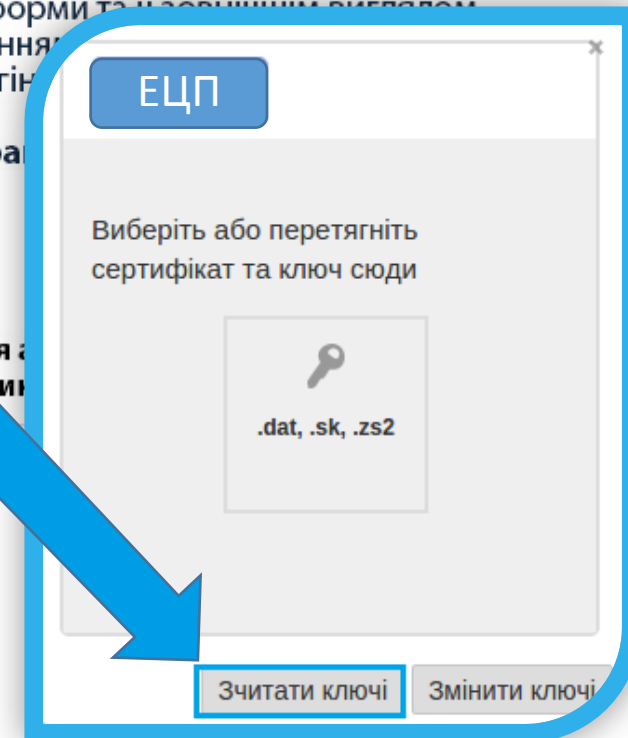 ЕЦП
Виберіть або перетягніть
сертифікат та ключ сюди
.dat, .sk, .zs2
Зчитати ключі
Змінити ключі